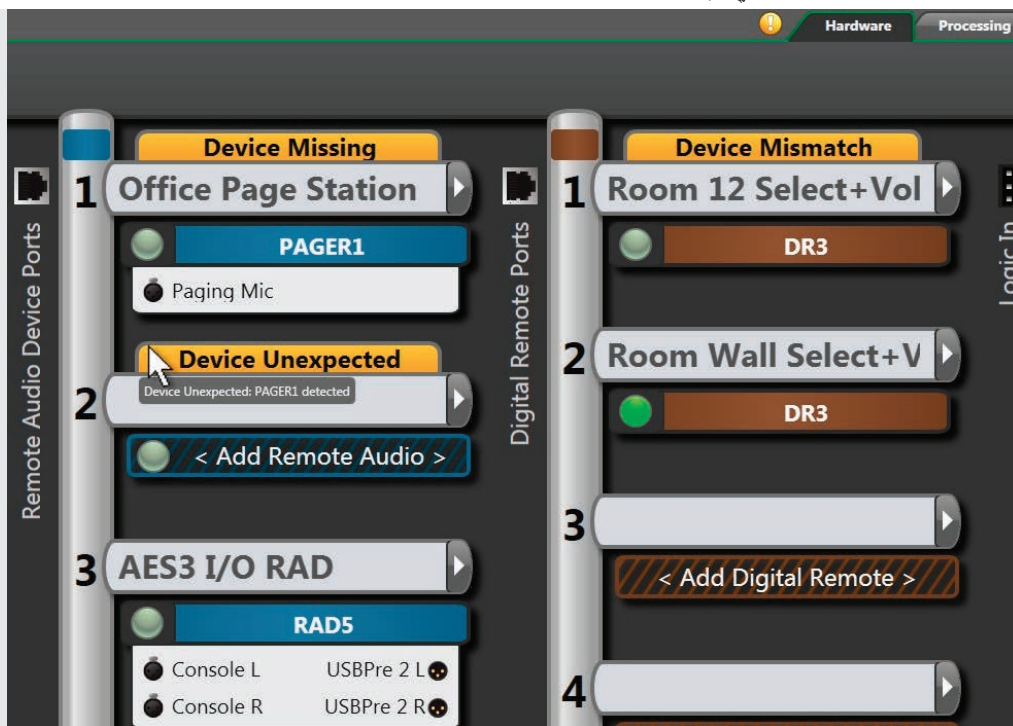 Hardware
Processing
Remote Audio Device Ports
Device Missing
1
Office Page Station
PAGER1
Paging Mic
Device Unexpected
Device Unexpected: PAGER1 detected
2
< Add Remote Audio >
3
AES3 I/O RAD
RAD5
Console L
USBPre 2 L
Console R
USBPre 2 R
Digital Remote Ports
Device Mismatch
1
Room 12 Select+Vol
DR3
2
Room Wall Select+V
DR3
3
< Add Digital Remote >
4
Logic In